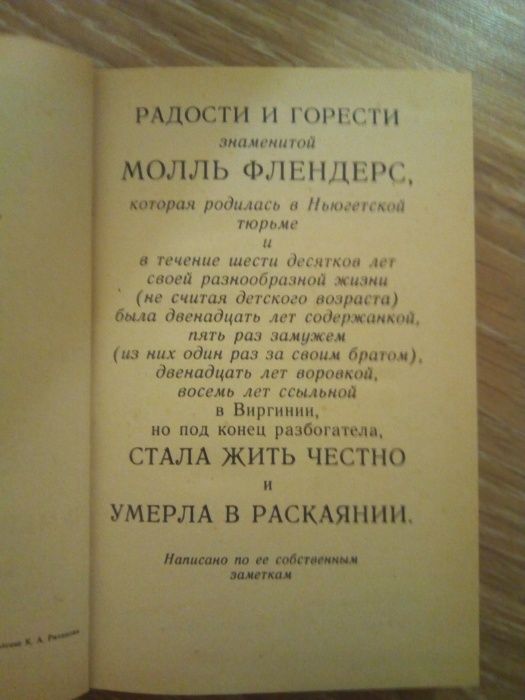 РАДОСТИ И ГОРЕСТИ
знаменитой
МОЛЛЬ ФЛЕНДЕРС,
которая родилась в Ньюгетской
тюрьме
и
в течение шести десятков лет
своей разнообразной жизни
(не считая детского возраста)
была двенадцать лет содержанкой,
пять раз замужем
(из них один раз за своим братом),
двенадцать лет воровкой,
восемь лет ссыльной
в Виргинии,
но под конец разбогатела,
СТАЛА ЖИТЬ ЧЕСТНО
и
УМЕРЛА В РАСКАЯНИИ.
Написано по ее собственным
заметкам
К. А.